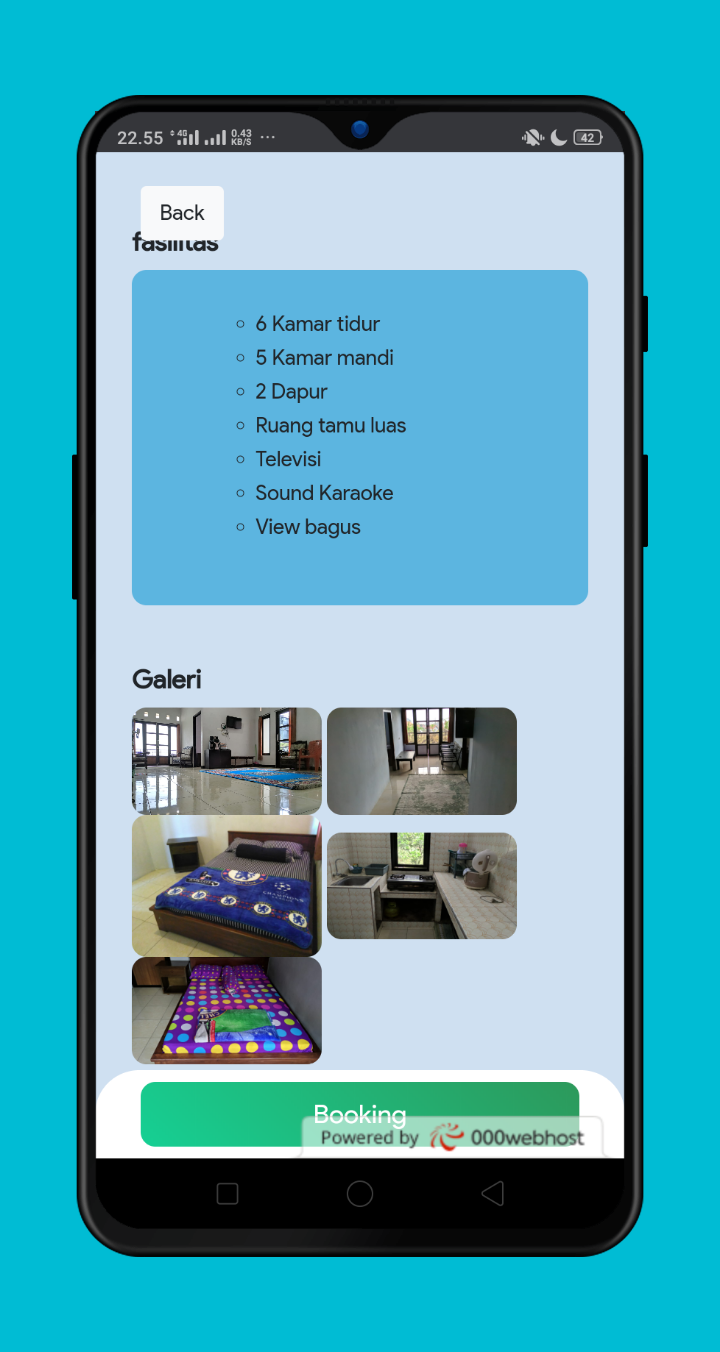 22.55 4G 0.43 KB/S ... 42
Back
fasilitas
6 Kamar tidur
5 Kamar mandi
2 Dapur
Ruang tamu luas
Televisi
Sound Karaoke
View bagus
Galeri
Booking
Powered by 000webhost